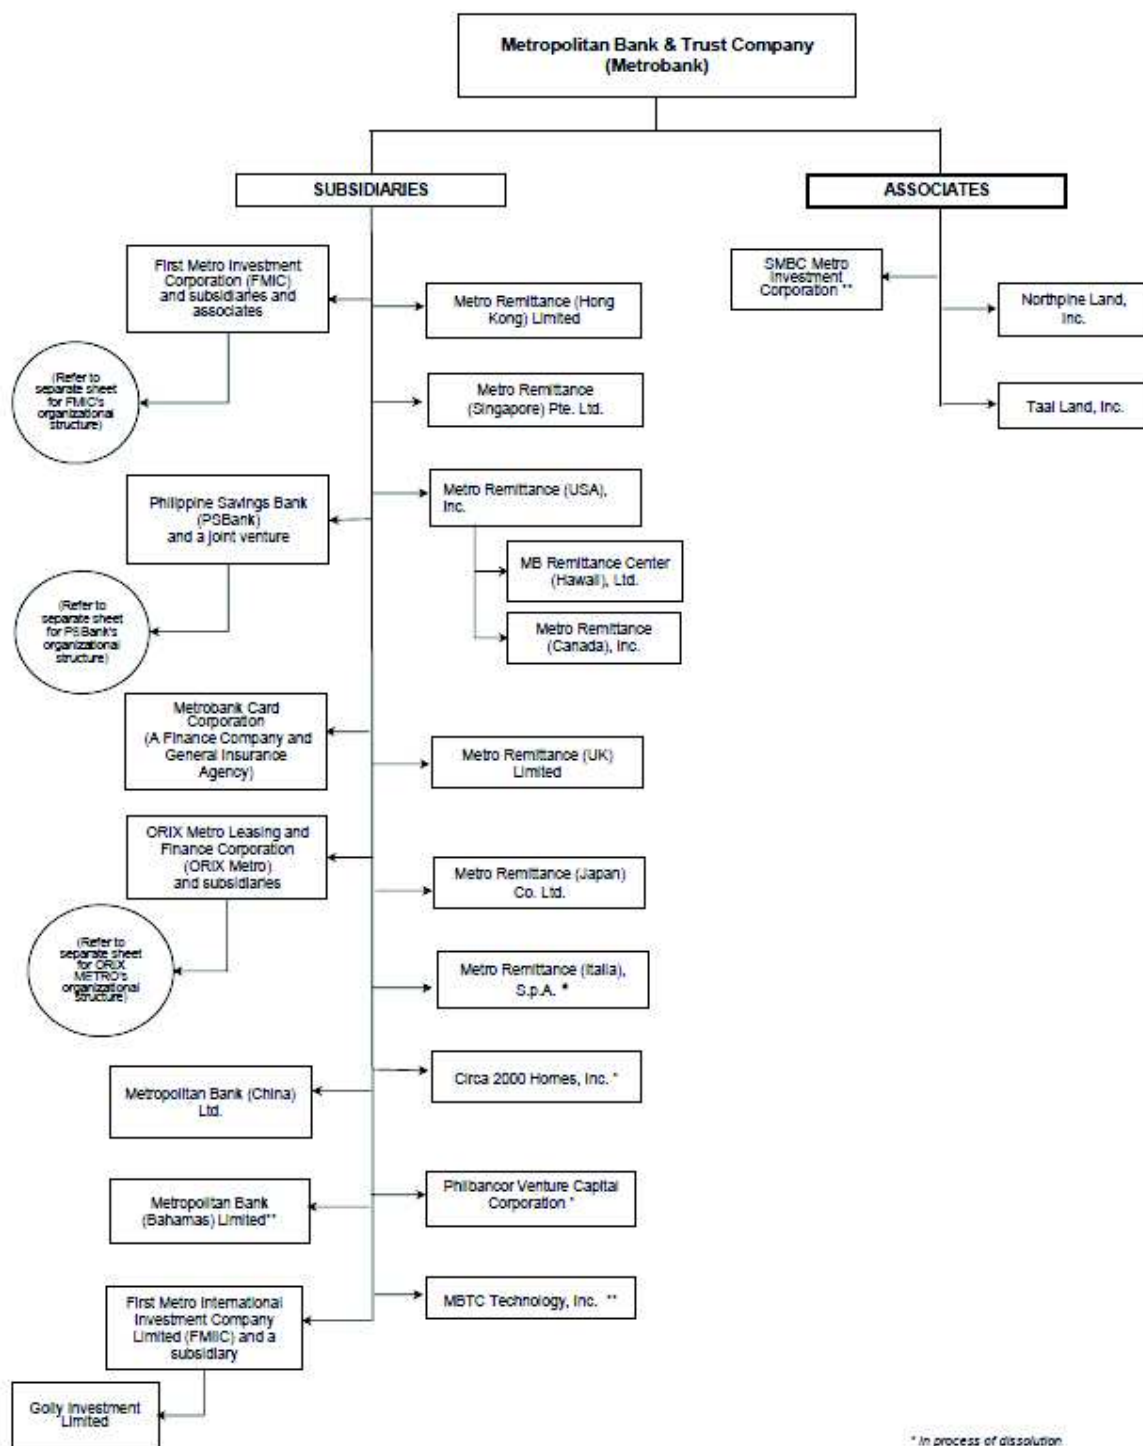 Metropolitan Bank & Trust Company
(Metrobank)
SUBSIDIARIES
ASSOCIATES
First Metro Investment
Corporation (FMIC)
and subsidiaries and
associates
SMBC Metro
Investment
Corporation **
Metro Remittance (Hong
Kong) Limited
Northpine Land,
Inc.
(Refer to
separate sheet
for FMIC's
organizational
structure)
Metro Remittance
(Singapore) Pte. Ltd.
Taal Land, Inc.
Philippine Savings Bank
(PSBank)
and a joint venture
Metro Remittance (USA),
Inc.
MB Remittance Center
(Hawaii), Ltd.
(Refer to
separate sheet
for PSBank's
organizational
structure)
Metro Remittance
(Canada), Inc.
Metrobank Card
Corporation
(A Finance Company and
General Insurance
Agency)
Metro Remittance (UK)
Limited
ORIX Metro Leasing and
Finance Corporation
(ORIX Metro)
and subsidiaries
Metro Remittance (Japan)
Co. Ltd.
(Refer to
separate sheet
for ORIX
METRO's
organizational
structure)
Metro Remittance (Italia),
S.p.A. *
Circa 2000 Homes, Inc. *
Metropolitan Bank (China)
Ltd.
Philbancor Venture Capital
Corporation *
Metropolitan Bank
(Bahamas) Limited**
MBTC Technology, Inc. **
First Metro International
Investment Company
Limited (FMIIC) and a
subsidiary
Golly Investment
Limited
* In process of dissolution